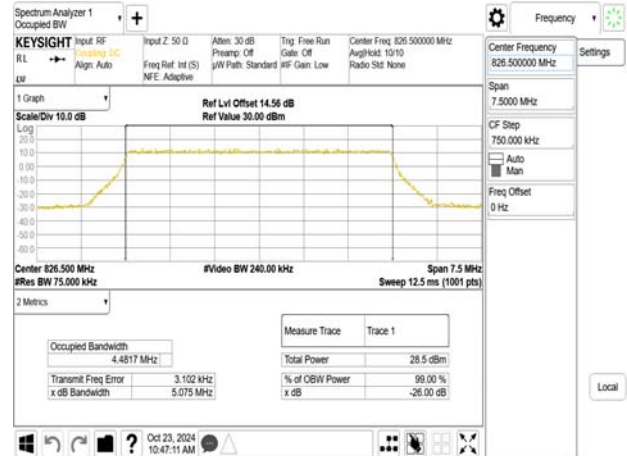 Spectrum Analyzer 1
Occupied BW
Frequency
KEYSIGHT
Input: RF
Input Z: 50 Ω
Atten: 30 dB
Trig: Free Run
Center Freq: 826.500000 MHz
RL
Coupling: DC
Preamp: Off
Gate: Off
Avg|Hold: 10/10
Align: Auto
Freq Ref: Int (S)
µW Path: Standard
#IF Gain: Low
Radio Std: None
NFE: Adaptive
Center Frequency
826.500000 MHz
Settings
Span
7.5000 MHz
CF Step
750.000 kHz
Auto
Man
Freq Offset
0 Hz
Local
1 Graph
Ref Lvl Offset 14.56 dB
Scale/Div 10.0 dB
Ref Value 30.00 dBm
Log
20.0
10.0
0.00
-10.0
-20.0
-30.0
-40.0
-50.0
-60.0
Center 826.500 MHz
#Video BW 240.00 kHz
Span 7.5 MHz
#Res BW 75.000 kHz
Sweep 12.5 ms (1001 pts)
2 Metrics
Measure Trace
Trace 1
Occupied Bandwidth
4.4817 MHz
Total Power
28.5 dBm
Transmit Freq Error
3.102 kHz
% of OBW Power
99.00 %
x dB Bandwidth
5.075 MHz
x dB
-26.00 dB
?
Oct 23, 2024
10:47:11 AM